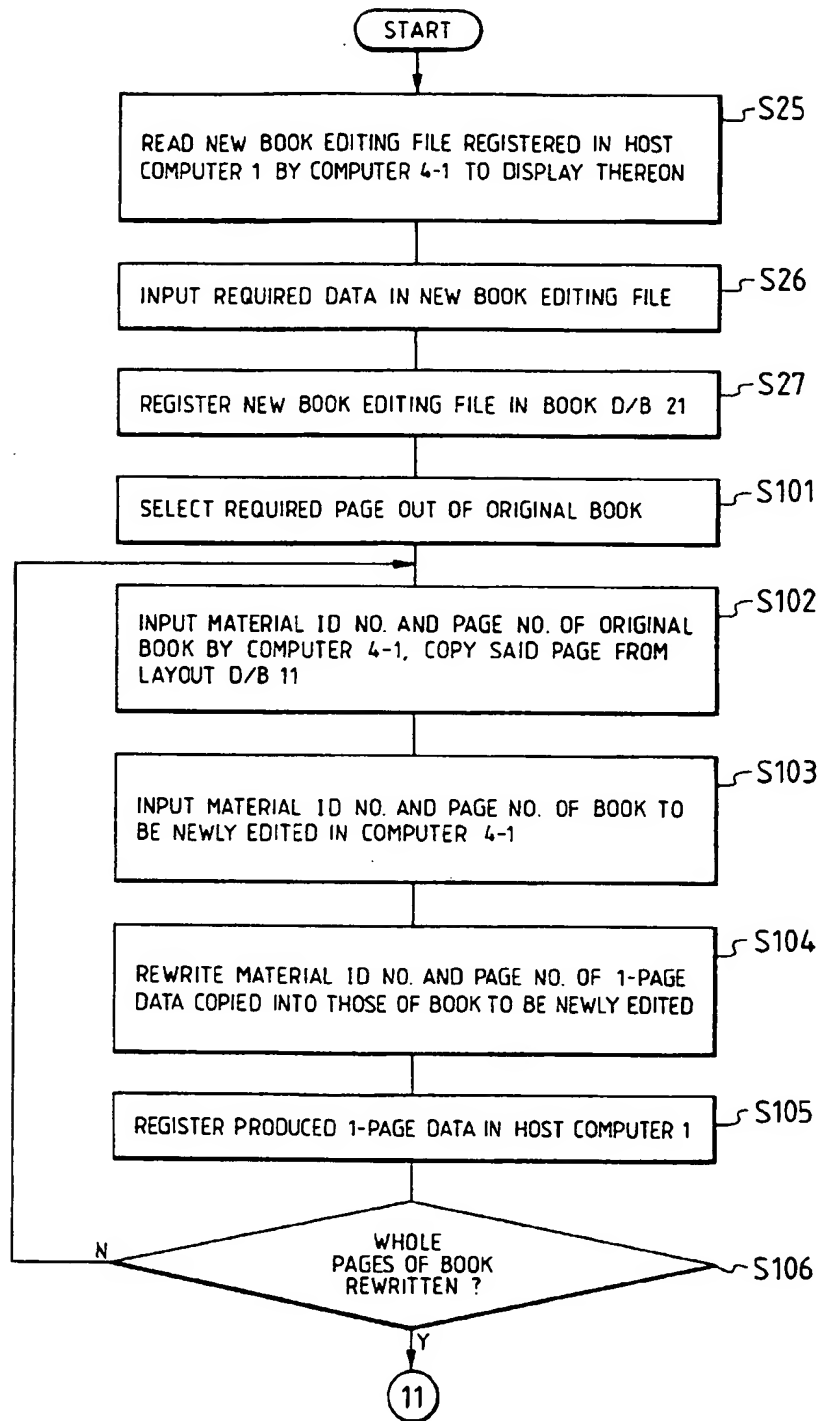 START
S25
READ NEW BOOK EDITING FILE REGISTERED IN HOST
COMPUTER 1 BY COMPUTER 4-1 TO DISPLAY THEREON
S26
INPUT REQUIRED DATA IN NEW BOOK EDITING FILE
S27
REGISTER NEW BOOK EDITING FILE IN BOOK D/B 21
S101
SELECT REQUIRED PAGE OUT OF ORIGINAL BOOK
S102
INPUT MATERIAL ID NO. AND PAGE NO. OF ORIGINAL
BOOK BY COMPUTER 4-1, COPY SAID PAGE FROM
LAYOUT D/B 11
S103
INPUT MATERIAL ID NO. AND PAGE NO. OF BOOK TO
BE NEWLY EDITED IN COMPUTER 4-1
S104
REWRITE MATERIAL ID NO. AND PAGE NO. OF 1-PAGE
DATA COPIED INTO THOSE OF BOOK TO BE NEWLY EDITED
S105
REGISTER PRODUCED 1-PAGE DATA IN HOST COMPUTER 1
N
WHOLE
PAGES OF BOOK
REWRITTEN ?
S106
Y
11